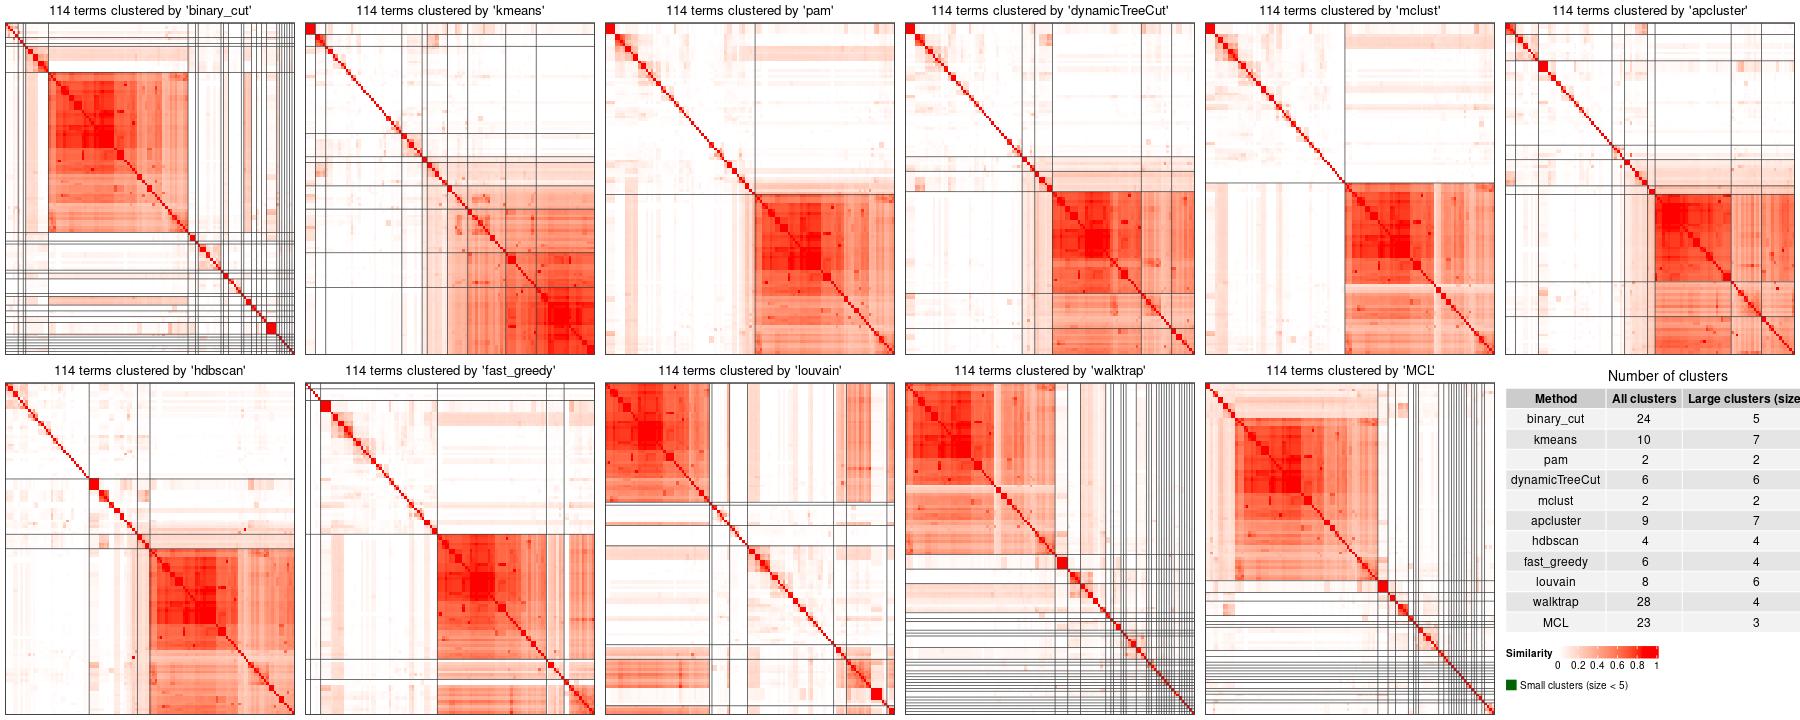 114 terms clustered by 'binary_cut'
114 terms clustered by 'kmeans'
114 terms clustered by 'pam'
114 terms clustered by 'dynamicTreeCut'
114 terms clustered by 'mclust'
114 terms clustered by 'apcluster'
114 terms clustered by 'hdbscan'
114 terms clustered by 'fast_greedy'
114 terms clustered by 'louvain'
114 terms clustered by 'walktrap'
114 terms clustered by 'MCL'
Number of clusters
Method All clusters Large clusters (size
binary_cut 24 5
kmeans 10 7
pam 2 2
dynamicTreeCut 6 6
mclust 2 2
apcluster 9 7
hdbscan 4 4
fast_greedy 6 4
louvain 8 6
walktrap 28 4
MCL 23 3
Similarity
0 0.2 0.4 0.6 0.8 1
Small clusters (size < 5)